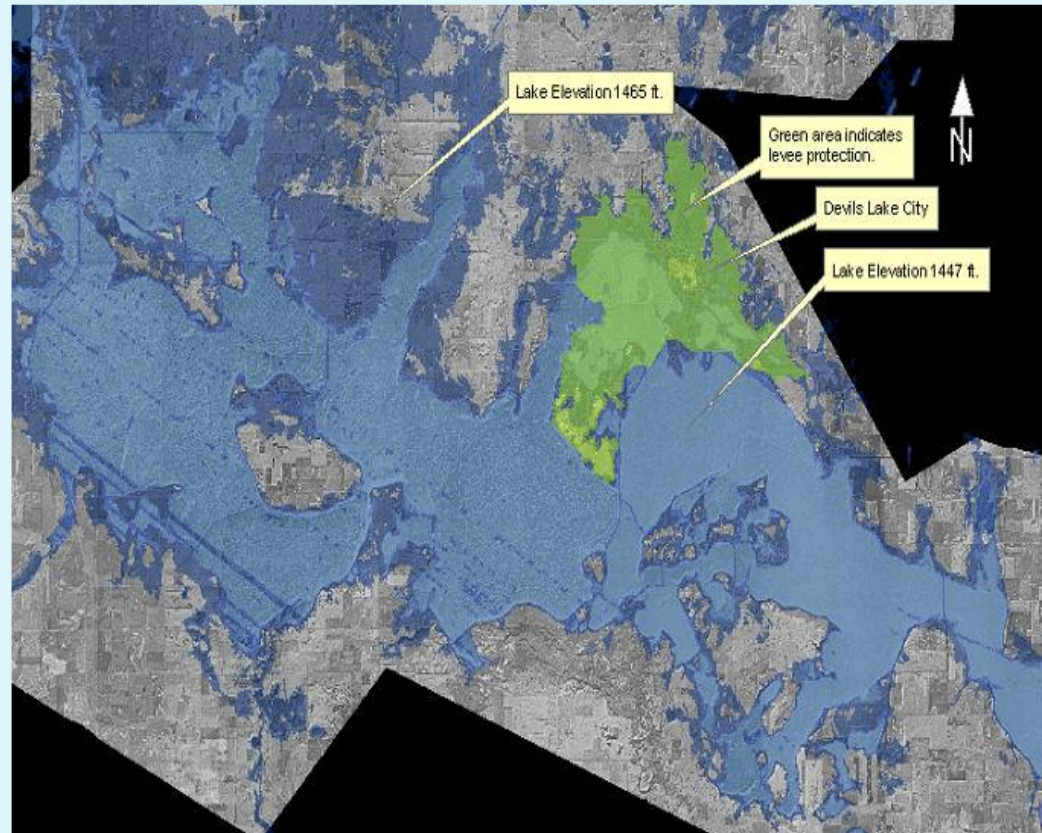 Lake Elevation 1465 ft.
Green area indicates
levee protection.
Devils Lake City
Lake Elevation 1447 ft.
N